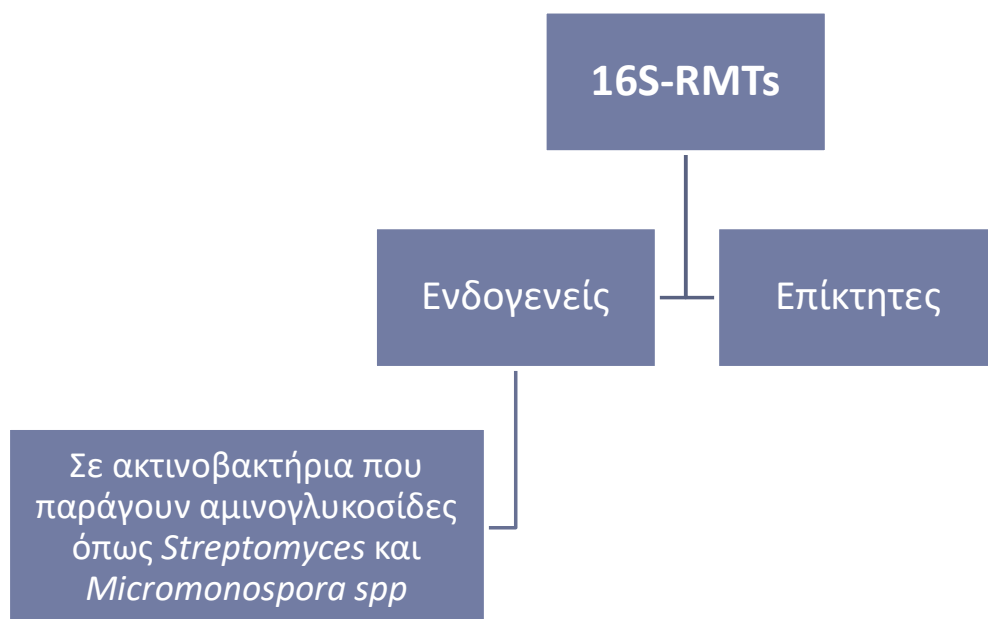 16S-RMTs
Ενδογενείς
Επίκτητες
Σε ακτινοβακτήρια που
παράγουν αμινογλυκοσίδες
όπως Streptomyces και
Micromonospora spp